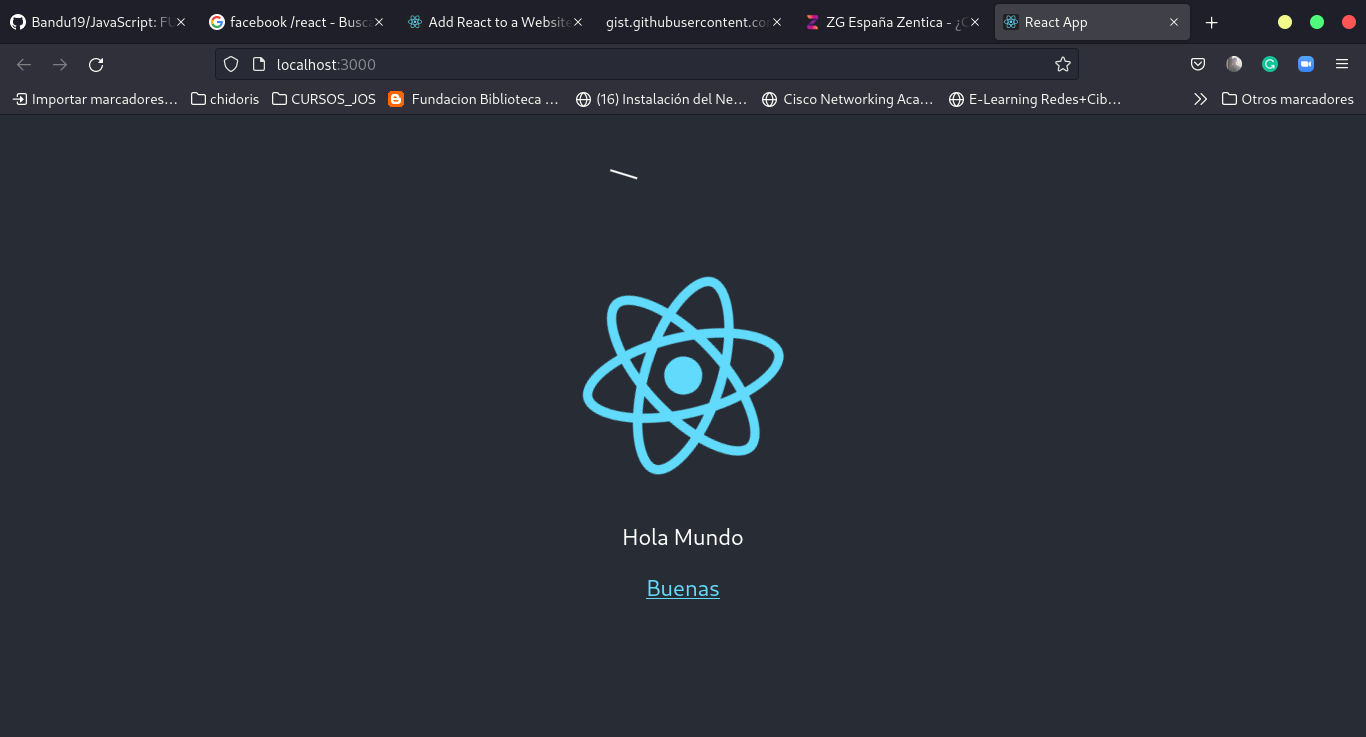 Bandu19/JavaScript: FU
facebook /react - Busca
Add React to a Website
gist.githubusercontent.co
ZG España Zentica - ¿
React App
localhost:3000
Importar marcadores…
chidoris
CURSOS_JOS
Fundacion Biblioteca …
(16) Instalación del Ne…
Cisco Networking Aca…
E-Learning Redes+Cib…
Otros marcadores
Hola Mundo
Buenas